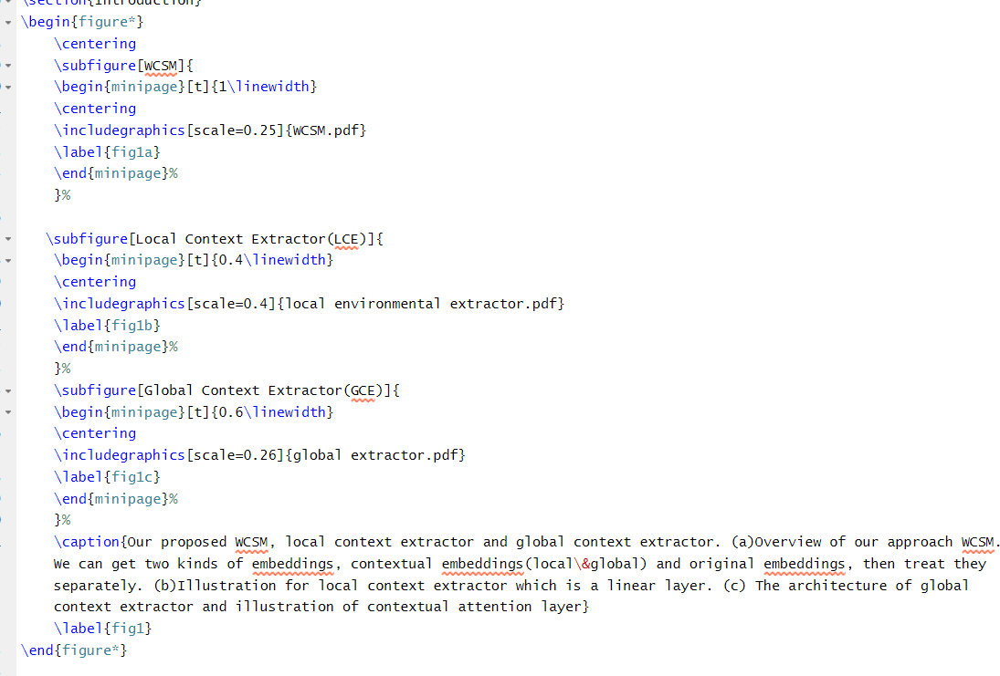 \section{Introduction}
\begin{figure*}
\centering
\subfigure[WCSM]{
\begin{minipage}[t]{1\linewidth}
\centering
\includegraphics[scale=0.25]{WCSM.pdf}
\label{fig1a}
\end{minipage}%
}%
\subfigure[Local Context Extractor(LCE)]{
\begin{minipage}[t]{0.4\linewidth}
\centering
\includegraphics[scale=0.4]{local environmental extractor.pdf}
\label{fig1b}
\end{minipage}%
}%
\subfigure[Global Context Extractor(GCE)]{
\begin{minipage}[t]{0.6\linewidth}
\centering
\includegraphics[scale=0.26]{global extractor.pdf}
\label{fig1c}
\end{minipage}%
}%
\caption{Our proposed WCSM, local context extractor and global context extractor. (a)Overview of our approach WCSM.
We can get two kinds of embeddings, contextual embeddings(local\&global) and original embeddings, then treat they
separately. (b)Illustration for local context extractor which is a linear layer. (c) The architecture of global
context extractor and illustration of contextual attention layer}
\label{fig1}
\end{figure*}